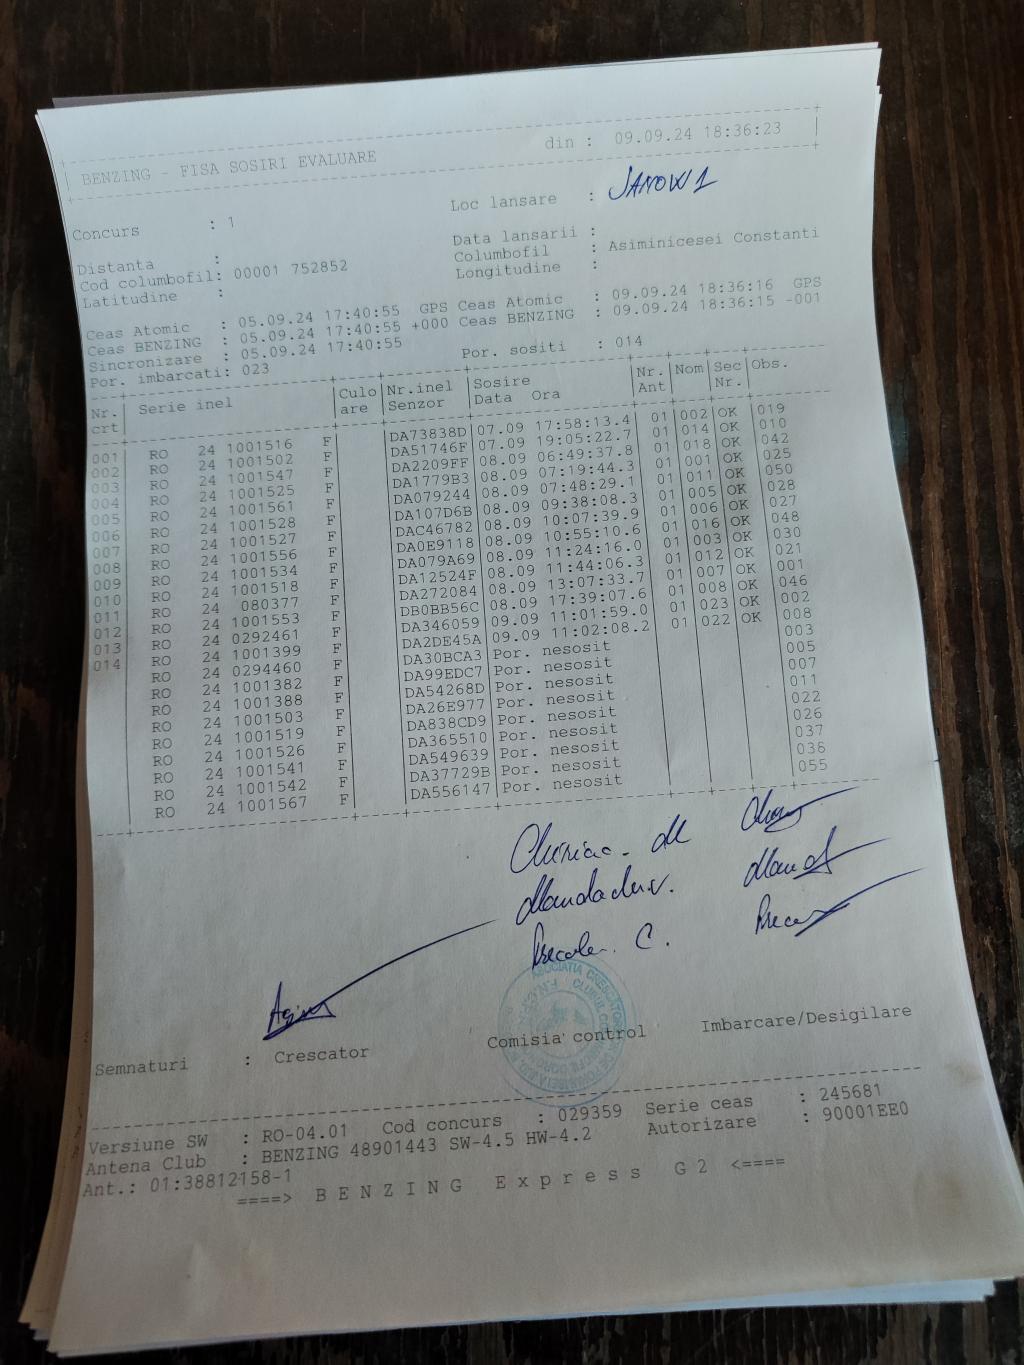 BENZING - FISA SOSIRI EVALUARE din : 09.09.24 18:36:23
Concurs : 1 Loc lansare : JANOW 1
Distanta : Data lansarii :
Cod columbofil: 00001 752852 Columbofil : Asiminicesei Constanti
Latitudine : Longitudine :
Ceas Atomic : 05.09.24 17:40:55 GPS Ceas Atomic : 09.09.24 18:36:16 GPS
Ceas BENZING : 05.09.24 17:40:55 +000 Ceas BENZING : 09.09.24 18:36:15 -001
Sincronizare : 05.09.24 17:40:55
Por. imbarcati: 023 Por. sositi : 014
Nr. Serie inel Culo Nr.inel Sosire Nr. Nom Sec Obs.
crt are Senzor Data Ora Ant Nr.
001 RO 24 1001516 F DA73838D 07.09 17:58:13.4 01 002 OK 019
002 RO 24 1001502 F DA51746F 07.09 19:05:22.7 01 014 OK 010
003 RO 24 1001547 F DA2209FF 08.09 06:49:37.8 01 018 OK 042
004 RO 24 1001525 F DA1779B3 08.09 07:19:44.3 01 001 OK 025
005 RO 24 1001561 F DA079244 08.09 07:48:29.1 01 011 OK 050
006 RO 24 1001528 F DA107D6B 08.09 09:38:08.3 01 005 OK 028
007 RO 24 1001527 F DAC46782 08.09 10:07:39.9 01 006 OK 027
008 RO 24 1001556 F DA0E9118 08.09 10:55:10.6 01 016 OK 048
009 RO 24 1001534 F DA079A69 08.09 11:24:16.0 01 003 OK 030
010 RO 24 1001518 F DA12524F 08.09 11:44:06.3 01 012 OK 021
011 RO 24 080377 F DA272084 08.09 13:07:33.7 01 007 OK 001
012 RO 24 1001553 F DB0BB56C 08.09 17:39:07.6 01 008 OK 046
013 RO 24 0292461 F DA346059 09.09 11:01:59.0 01 023 OK 002
014 RO 24 1001399 F DA2DE45A 09.09 11:02:08.2 01 022 OK 008
RO 24 0294460 F DA30BCA3 Por. nesosit 003
RO 24 1001382 F DA99EDC7 Por. nesosit 005
RO 24 1001388 F DA54268D Por. nesosit 007
RO 24 1001503 F DA26E977 Por. nesosit 011
RO 24 1001519 F DA838CD9 Por. nesosit 022
RO 24 1001526 F DA365510 Por. nesosit 026
RO 24 1001541 F DA549639 Por. nesosit 037
RO 24 1001542 F DA37729B Por. nesosit 036
RO 24 1001567 F DA556147 Por. nesosit 055
Semnaturi : Crescator Comisia control Imbarcare/Desigilare
Versiune SW : RO-04.01 Cod concurs : 029359 Serie ceas : 245681
Antena Club : BENZING 48901443 SW-4.5 HW-4.2 Autorizare : 90001EE0
Ant.: 01:38812158-1
====> BENZING Express G2 <====